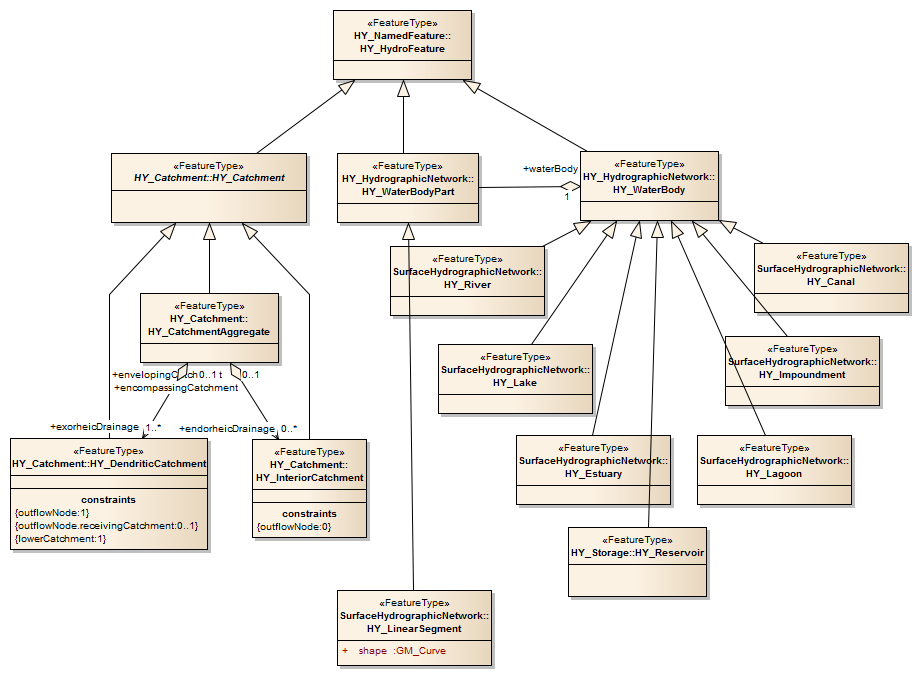 «FeatureType»
HY_NamedFeature::
HY_HydroFeature
«FeatureType»
HY_Catchment::HY_Catchment
«FeatureType»
HY_HydrographicNetwork::
HY_WaterBodyPart
+waterBody
1
«FeatureType»
HY_HydrographicNetwork::
HY_WaterBody
«FeatureType»
SurfaceHydrographicNetwork::
HY_River
«FeatureType»
SurfaceHydrographicNetwork::
HY_Canal
«FeatureType»
HY_Catchment::
HY_CatchmentAggregate
«FeatureType»
SurfaceHydrographicNetwork::
HY_Lake
«FeatureType»
SurfaceHydrographicNetwork::
HY_Impoundment
+envelopingCatch 0..1 t 0..1
+encompassingCatchment
+exorheicDrainage 1..*
+endorheicDrainage 0..*
«FeatureType»
HY_Catchment::HY_DendriticCatchment
constraints
{outflowNode:1}
{outflowNode.receivingCatchment:0..1}
{lowerCatchment:1}
«FeatureType»
HY_Catchment::
HY_InteriorCatchment
constraints
{outflowNode:0}
«FeatureType»
SurfaceHydrographicNetwork::
HY_Estuary
«FeatureType»
SurfaceHydrographicNetwork::
HY_Lagoon
«FeatureType»
HY_Storage::HY_Reservoir
«FeatureType»
SurfaceHydrographicNetwork::
HY_LinearSegment
+ shape :GM_Curve